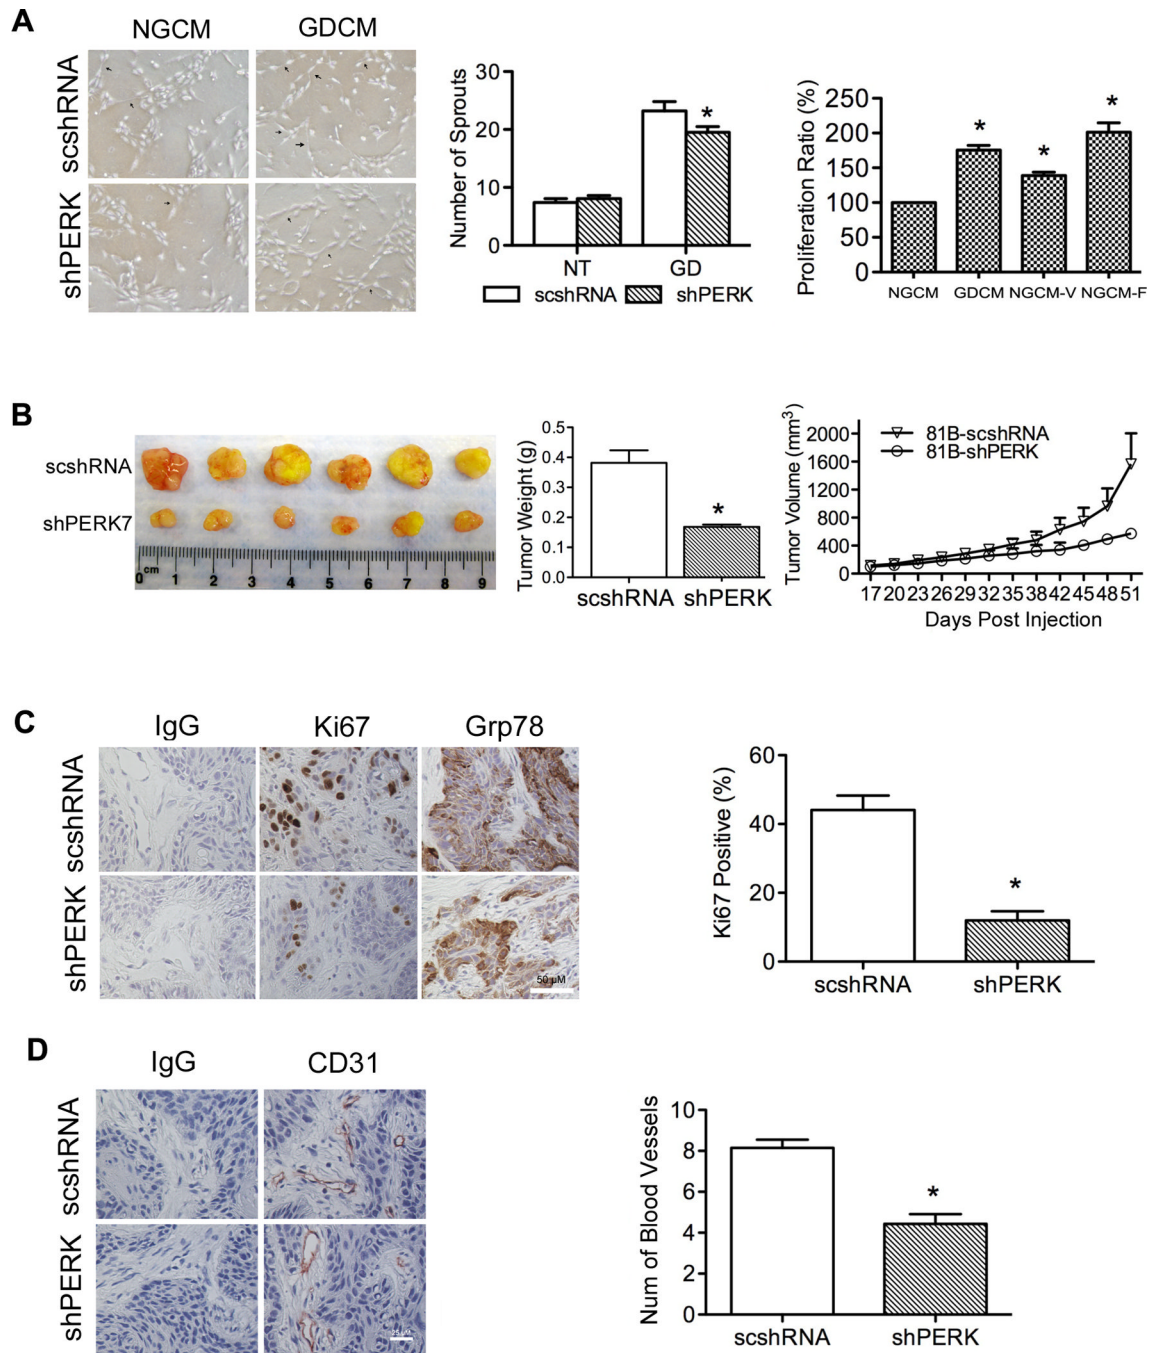 A
NGCM
GDCM
scshRNA
shPERK
Number of Sprouts
30
20
10
0
NT
GD
scshRNA
shPERK
Proliferation Ratio (%)
250
200
150
100
50
0
*
*
*
*
NGCM
GDCM
NGCM-V
NGCM-F
B
scshRNA
shPERK7
0 1 2 3 4 5 6 7 8 9
cm
Tumor Weight (g)
0.5
0.4
0.3
0.2
0.1
0.0
*
scshRNA
shPERK
Tumor Volume (mm³)
2000
1600
1200
800
400
0
81B-scshRNA
81B-shPERK
17 20 23 26 29 32 35 38 42 45 48 51
Days Post Injection
C
IgG
Ki67
Grp78
scshRNA
shPERK
50 µM
Ki67 Positive (%)
60
40
20
0
*
scshRNA
shPERK
D
IgG
CD31
scshRNA
shPERK
25 µM
Num of Blood Vessels
10
8
6
4
2
0
*
scshRNA
shPERK